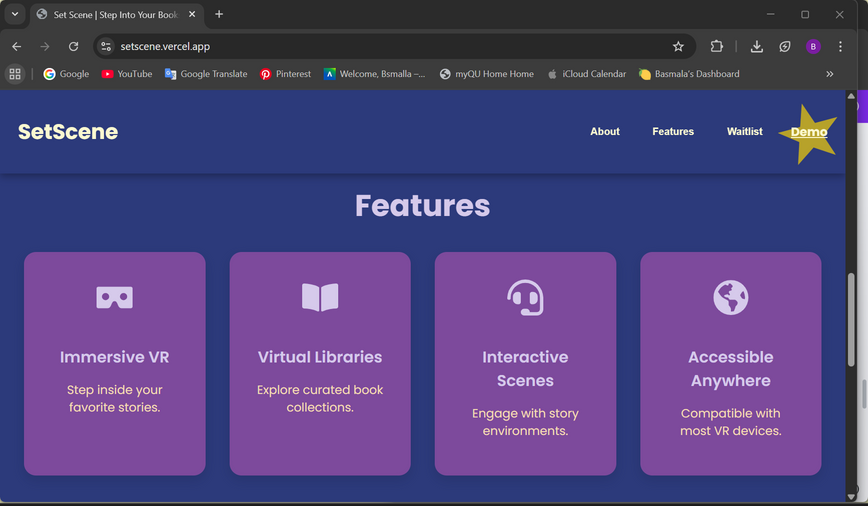 Set Scene | Step Into Your Book
setscene.vercel.app
B
Google
YouTube
Google Translate
Pinterest
Welcome, Bsmalla –...
myQU Home Home
iCloud Calendar
Basmala's Dashboard
SetScene
About
Features
Waitlist
Demo
Features
Immersive VR
Step inside your
favorite stories.
Virtual Libraries
Explore curated book
collections.
Interactive
Scenes
Engage with story
environments.
Accessible
Anywhere
Compatible with
most VR devices.